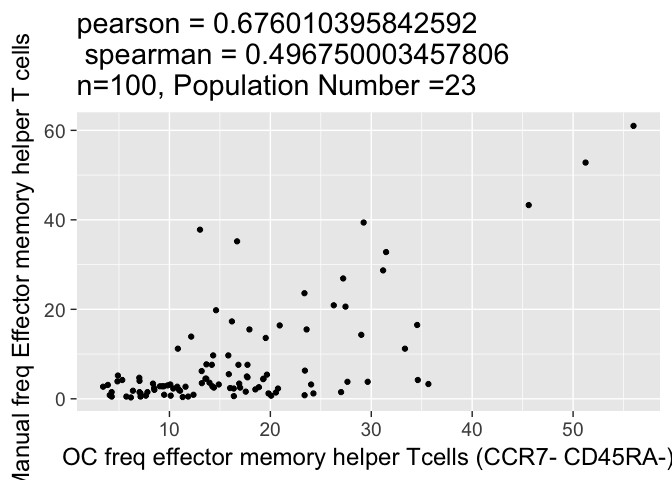 pearson = 0.676010395842592
spearman = 0.496750003457806
n=100, Population Number =23
Manual freq Effector memory helper T cells
60
40
20
0
10
20
30
40
50
OC freq effector memory helper Tcells (CCR7- CD45RA-)